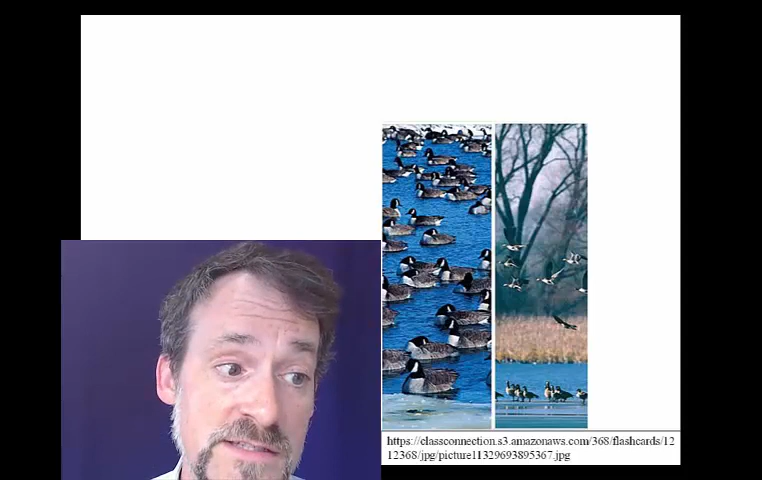 https://classconnection.s3.amazonaws.com/368/flashcards/12
12368/jpg/picture11329693895367.jpg